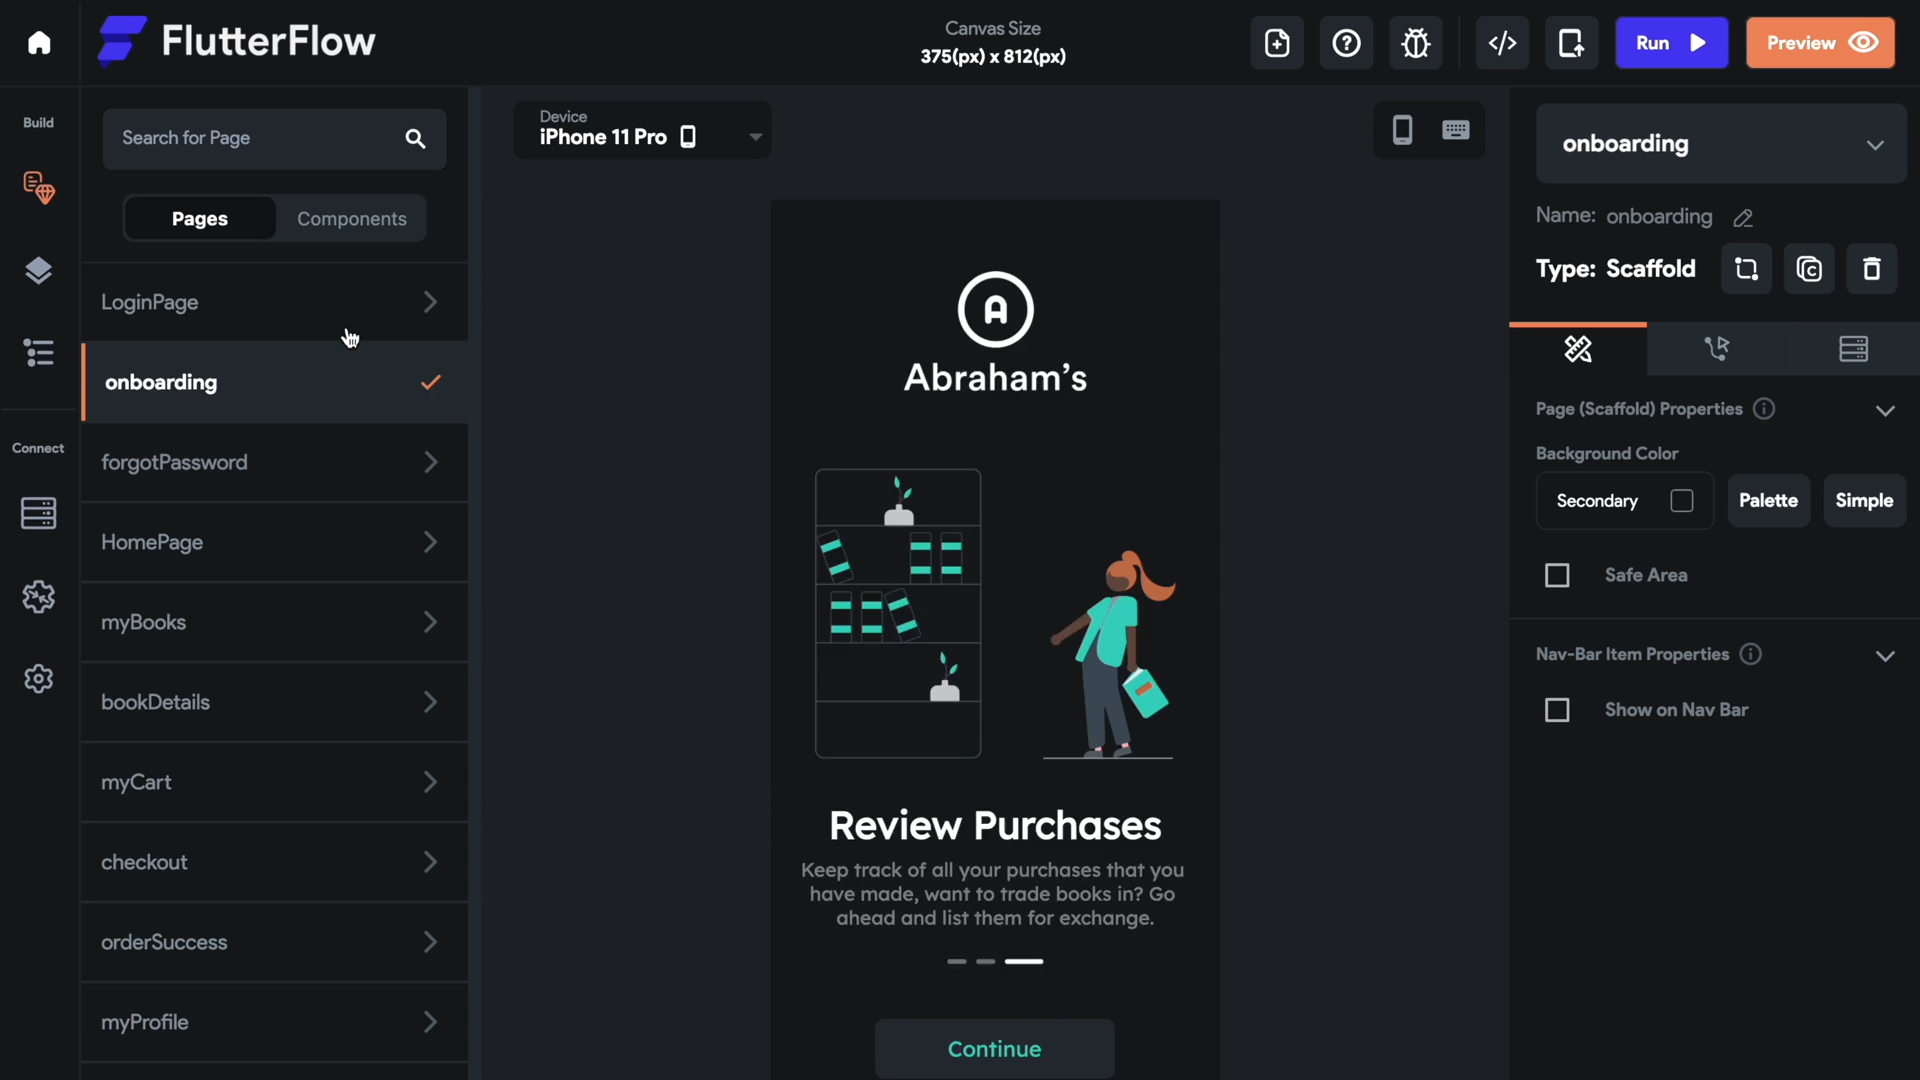 FlutterFlow
Canvas Size
375(px) x 812(px)
Run
Preview
Build
Search for Page
Pages
Components
LoginPage
onboarding
forgotPassword
HomePage
myBooks
bookDetails
myCart
checkout
orderSuccess
myProfile
Connect
Device
iPhone 11 Pro
A
Abraham's
Review Purchases
Keep track of all your purchases that you
have made, want to trade books in? Go
ahead and list them for exchange.
Continue
onboarding
Name: onboarding
Type: Scaffold
Page (Scaffold) Properties
Background Color
Secondary
Palette
Simple
Safe Area
Nav-Bar Item Properties
Show on Nav Bar